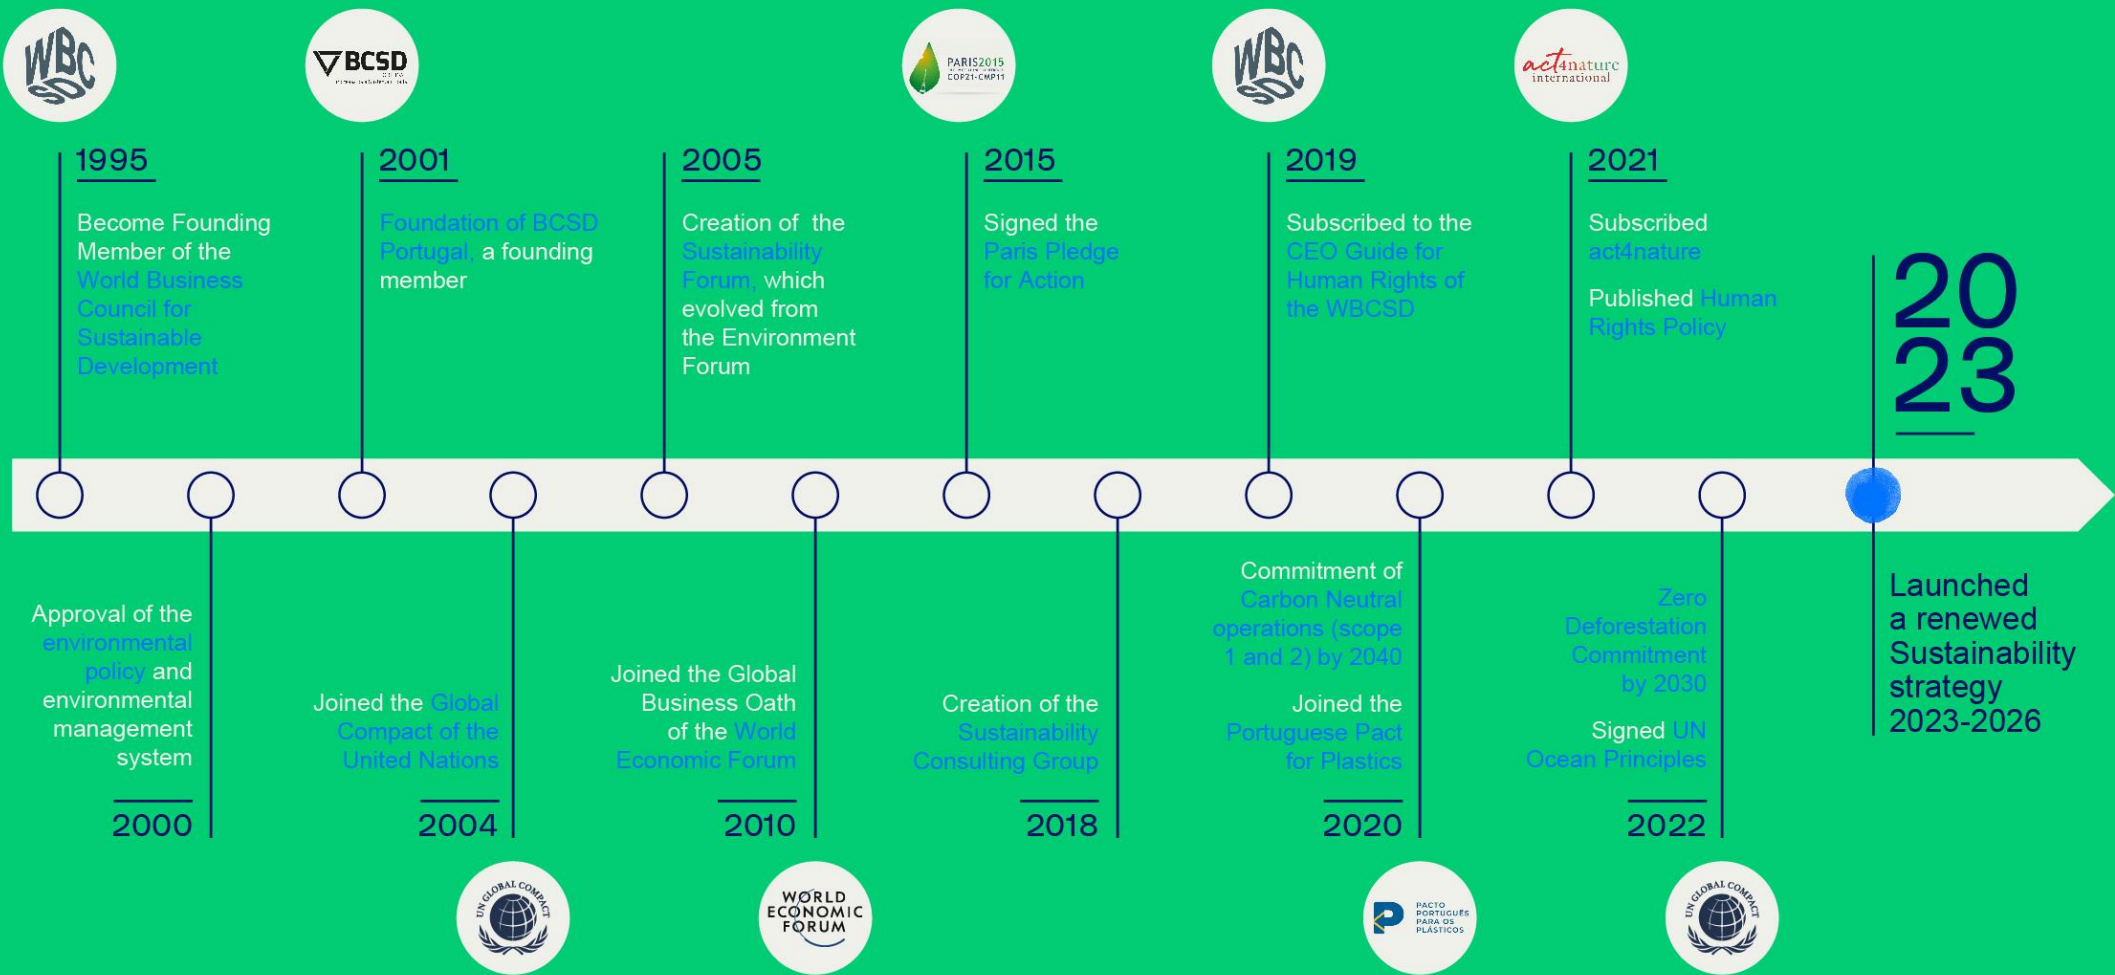 WBC
SD
BCSD
PARIS2015
COP21-CMP11
WBC
SD
act4nature
international
1995
Become Founding
Member of the
World Business
Council for
Sustainable
Development
2001
Foundation of BCSD
Portugal, a founding
member
2005
Creation of the
Sustainability
Forum, which
evolved from
the Environment
Forum
2015
Signed the
Paris Pledge
for Action
2019
Subscribed to the
CEO Guide for
Human Rights of
the WBCSD
2021
Subscribed
act4nature
Published Human
Rights Policy
20
23
Approval of the
environmental
policy and
environmental
management
system
2000
Joined the Global
Compact of the
United Nations
2004
Joined the Global
Business Oath
of the World
Economic Forum
2010
Creation of the
Sustainability
Consulting Group
2018
Commitment of
Carbon Neutral
operations (scope
1 and 2) by 2040
Joined the
Portuguese Pact
for Plastics
2020
Zero
Deforestation
Commitment
by 2030
Signed UN
Ocean Principles
2022
Launched
a renewed
Sustainability
strategy
2023-2026
UN GLOBAL COMPACT
WORLD
ECONOMIC
FORUM
PACTO
PORTUGUÊS
PARA OS
PLÁSTICOS
UN GLOBAL COMPACT